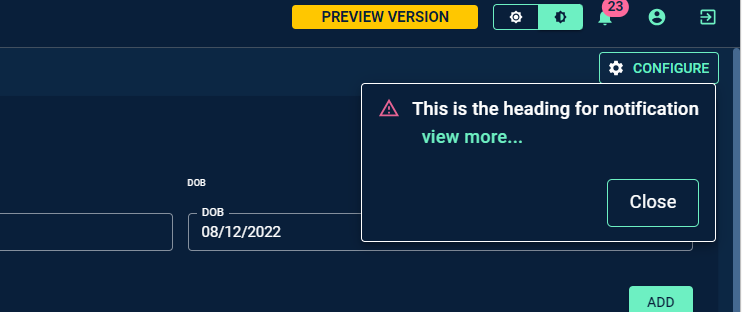 PREVIEW VERSION
23
CONFIGURE
This is the heading for notification
view more...
Close
DOB
DOB
08/12/2022
ADD